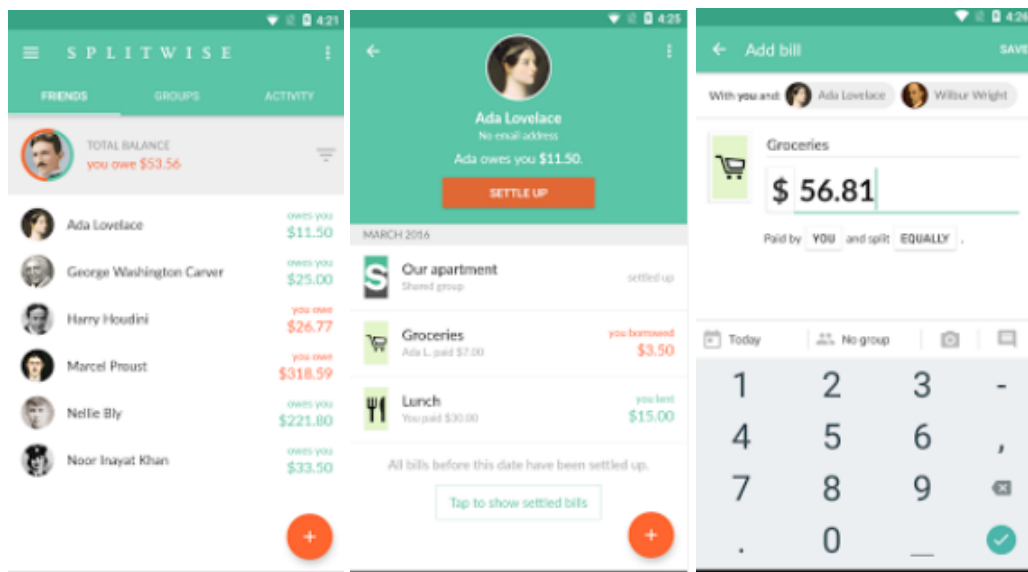 4:21
SPLITWISE
FRIENDS GROUPS ACTIVITY
TOTAL BALANCE
you owe $53.56
Ada Lovelace owes you $11.50
George Washington Carver owes you $25.00
Harry Houdini you owe $26.77
Marcel Proust you owe $318.59
Nellie Bly owes you $221.80
Noor Inayat Khan owes you $33.50
+
4:25
Ada Lovelace
No email address
Ada owes you $11.50.
SETTLE UP
MARCH 2016
S
Our apartment settled up
Shared group
Groceries you borrowed
Ada L. paid $7.00 $3.50
Lunch you lent
You paid $30.00 $15.00
All bills before this date have been settled up.
Tap to show settled bills
+
4:26
Add bill SAVE
With you and: Ada Lovelace Wilbur Wright
Groceries
$ 56.81
Paid by YOU and split EQUALLY .
Today No group
1 2 3 -
4 5 6 ,
7 8 9
. 0 _